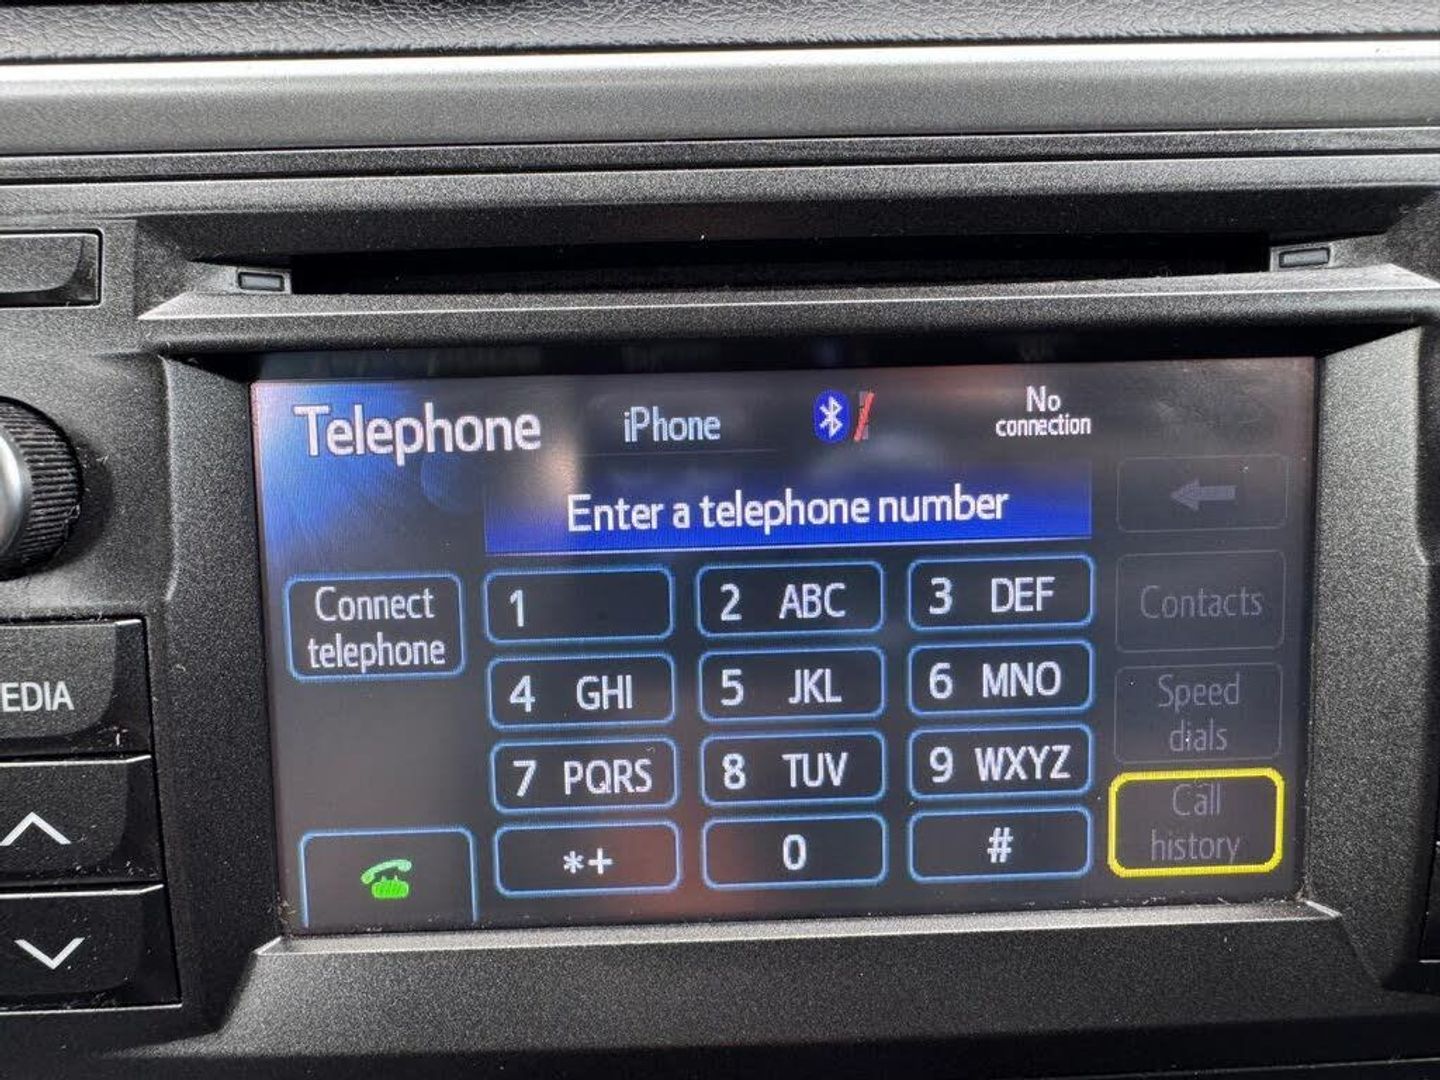 Telephone iPhone No
connection
Enter a telephone number
Connect
telephone
1 2 ABC 3 DEF
Contacts
4 GHI 5 JKL 6 MNO
Speed
dials
7 PQRS 8 TUV 9 WXYZ
Call
history
*+ 0 #
EDIA